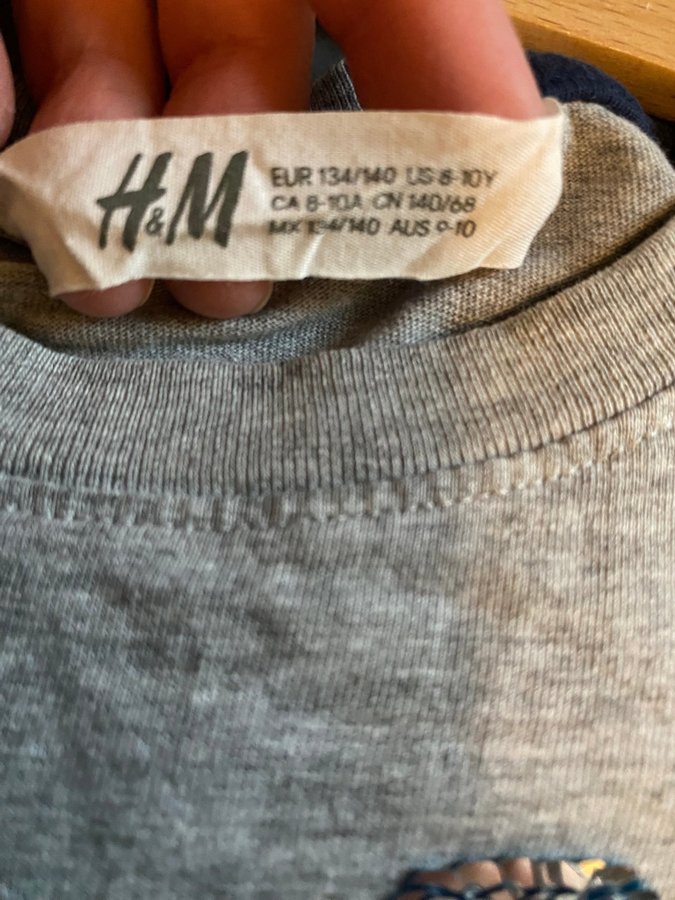 H&M
EUR 134/140 US 8-10Y
CA 8-10A CN 140/68
MX 134/140 AUS 9-10